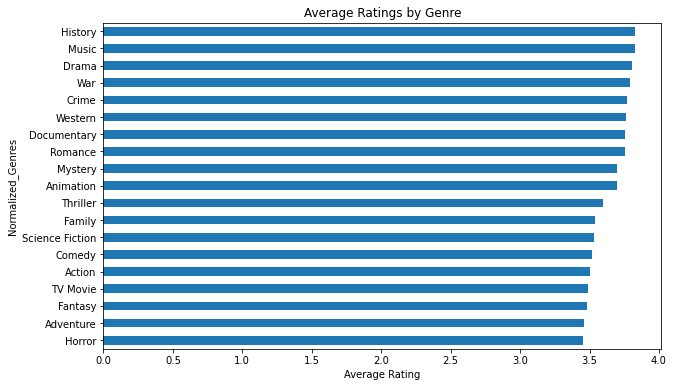 Average Ratings by Genre
Normalized_Genres
History
Music
Drama
War
Crime
Western
Documentary
Romance
Mystery
Animation
Thriller
Family
Science Fiction
Comedy
Action
TV Movie
Fantasy
Adventure
Horror
0.0 0.5 1.0 1.5 2.0 2.5 3.0 3.5 4.0
Average Rating